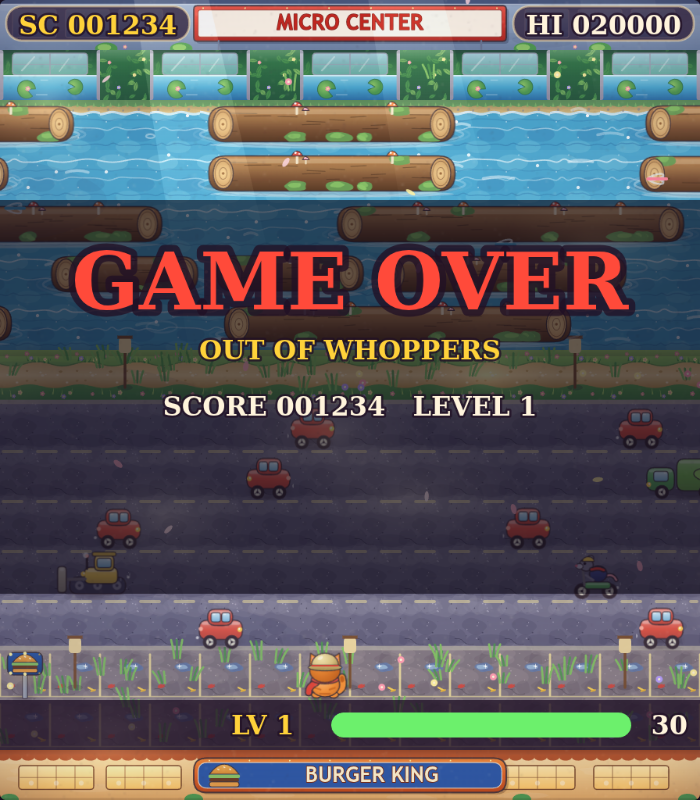 SC 001234
MICRO CENTER
HI 020000
GAME OVER
OUT OF WHOPPERS
SCORE 001234 LEVEL 1
LV 1
30
BURGER KING